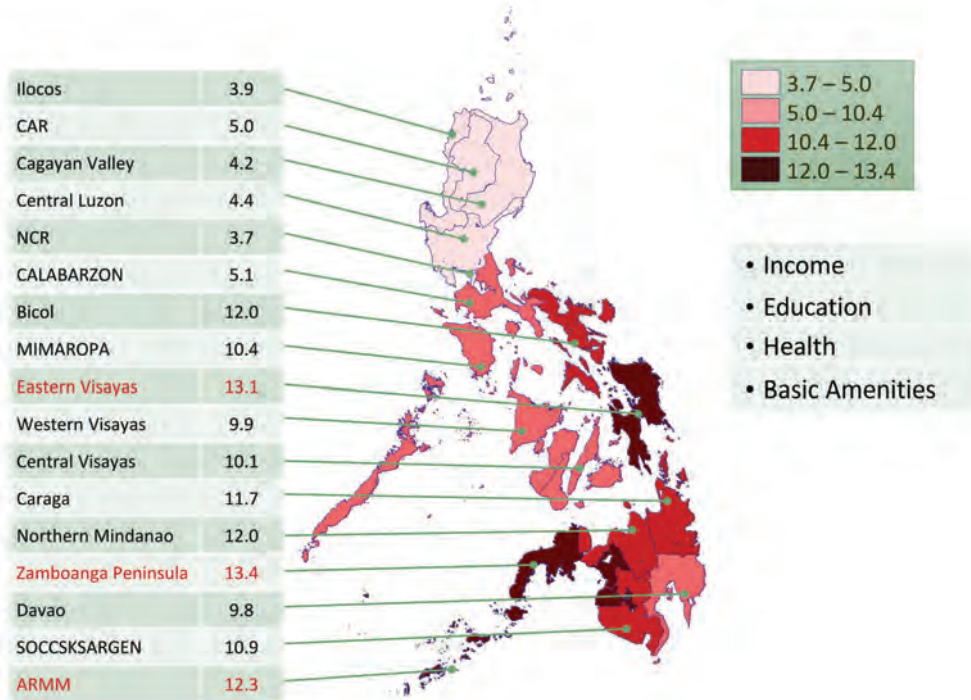 Ilocos 3.9
CAR 5.0
Cagayan Valley 4.2
Central Luzon 4.4
NCR 3.7
CALABARZON 5.1
Bicol 12.0
MIMAROPA 10.4
Eastern Visayas 13.1
Western Visayas 9.9
Central Visayas 10.1
Caraga 11.7
Northern Mindanao 12.0
Zamboanga Peninsula 13.4
Davao 9.8
SOCCSKSARGEN 10.9
ARMM 12.3
3.7 – 5.0
5.0 – 10.4
10.4 – 12.0
12.0 – 13.4
• Income
• Education
• Health
• Basic Amenities